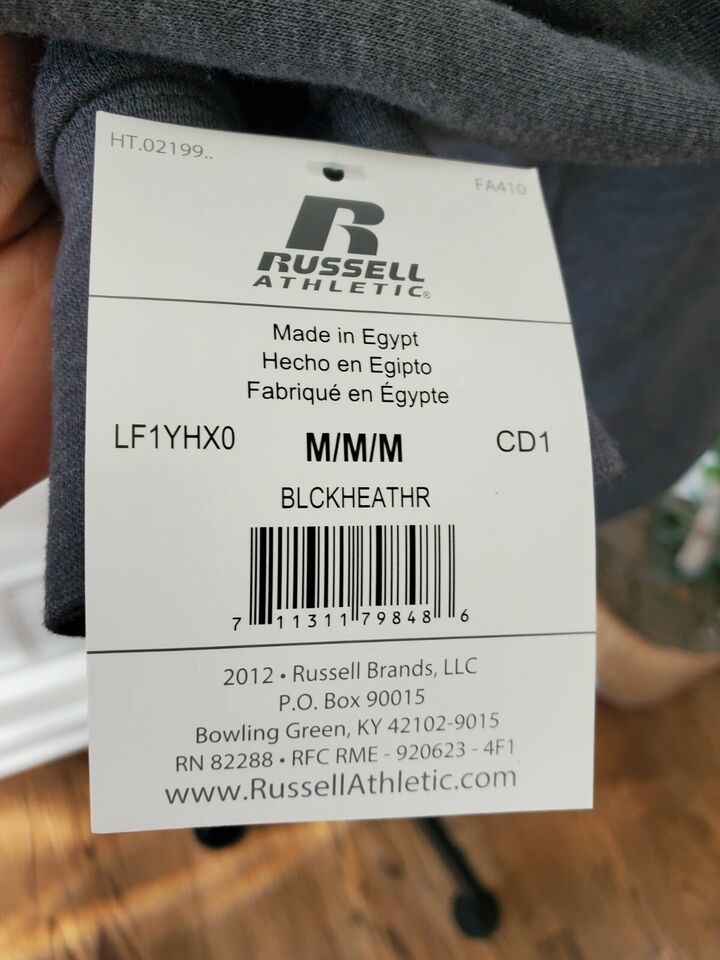 HT.02199..
FA410
R
RUSSELL
ATHLETIC®
Made in Egypt
Hecho en Egipto
Fabriqué en Égypte
LF1YHX0 M/M/M CD1
BLCKHEATHR
7 11311 79848 6
2012 • Russell Brands, LLC
P.O. Box 90015
Bowling Green, KY 42102-9015
RN 82288 • RFC RME - 920623 - 4F1
www.RussellAthletic.com